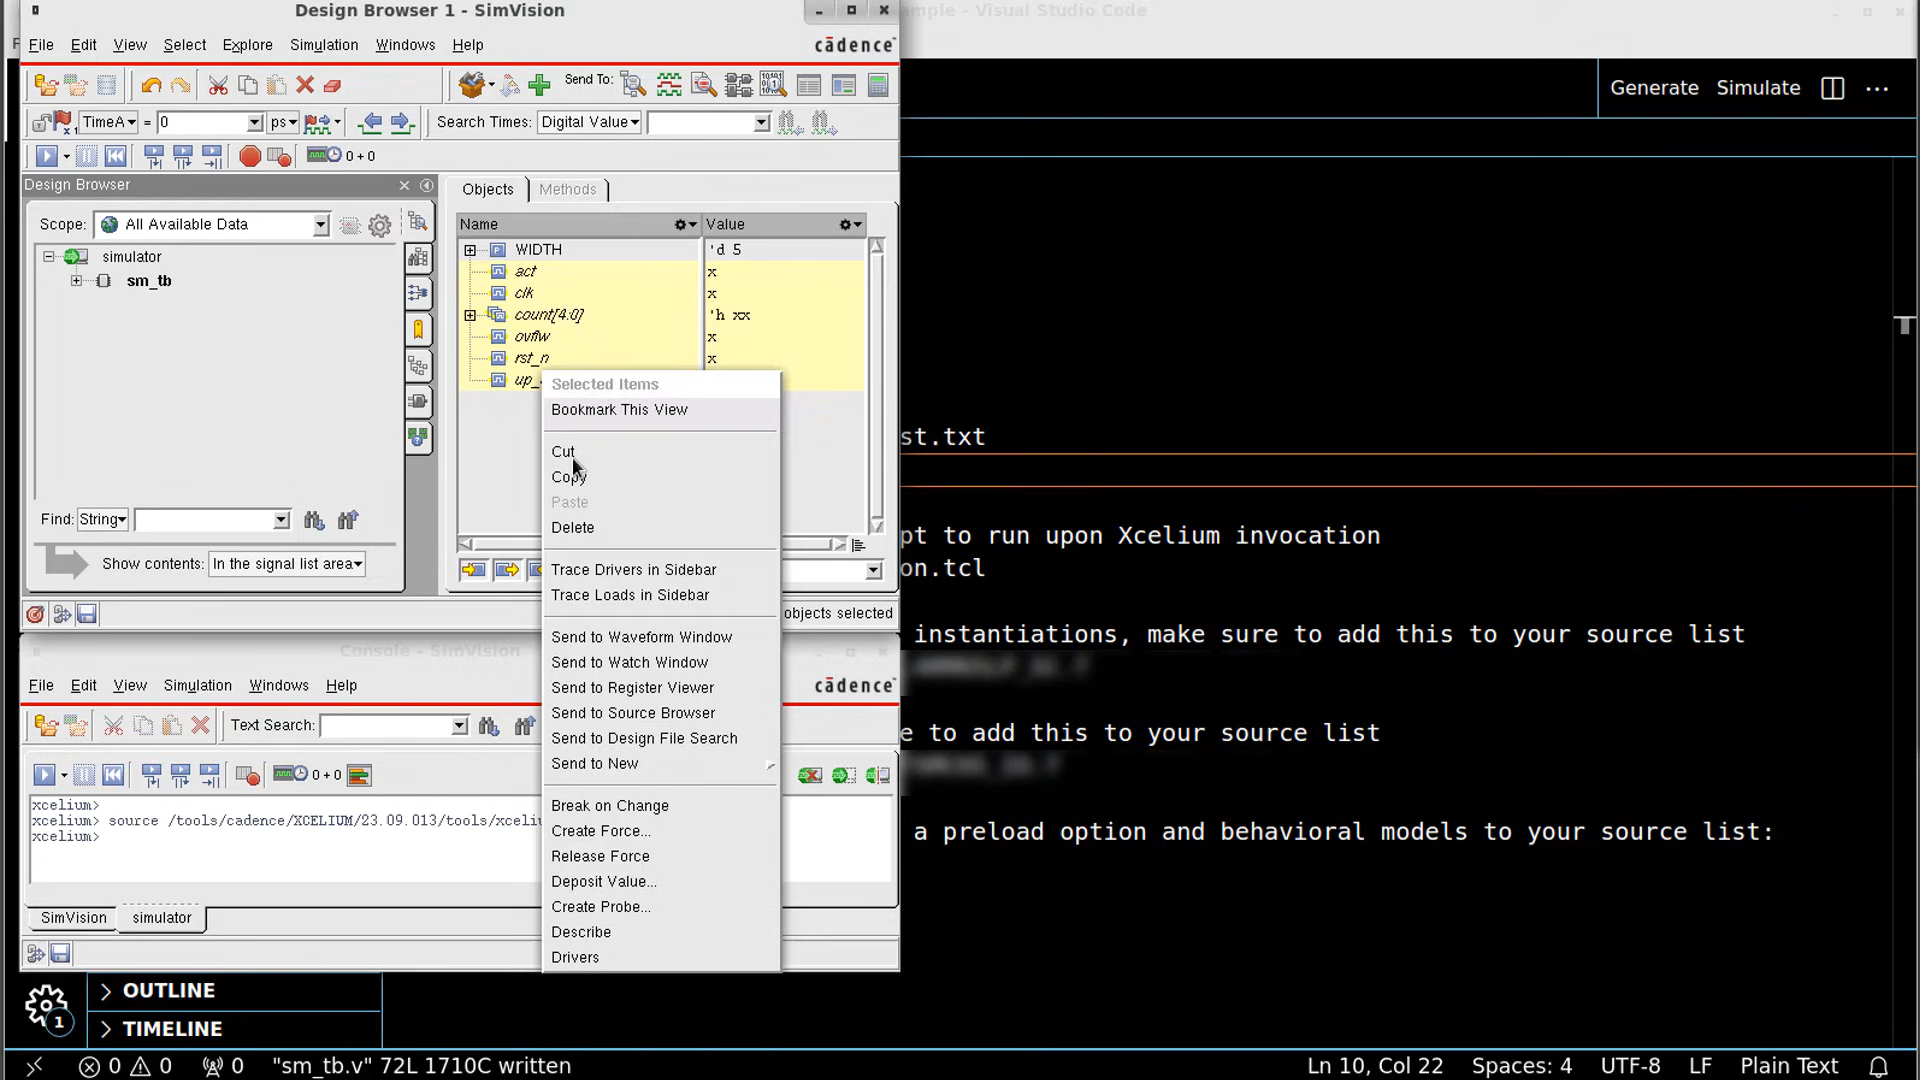 Design Browser 1 - SimVision
ample - Visual Studio Code
File Edit View Select Explore Simulation Windows Help
cādence
Send To:
Generate Simulate ...
TimeA = 0 ps
Search Times: Digital Value
0 + 0
Design Browser
Objects Methods
Scope: All Available Data
Name Value
simulator
WIDTH 'd 5
sm_tb
act x
clk x
count[4:0] 'h xx
ovflw x
rst_n x
up_
Selected Items
Bookmark This View
Cut
Copy
Paste
Delete
Trace Drivers in Sidebar
Trace Loads in Sidebar
Send to Waveform Window
Send to Watch Window
Send to Register Viewer
Send to Source Browser
Send to Design File Search
Send to New
Break on Change
Create Force...
Release Force
Deposit Value...
Create Probe...
Describe
Drivers
Find: String
Show contents: In the signal list area
objects selected
Console - SimVision
File Edit View Simulation Windows Help
cādence
Text Search:
0 + 0
xcelium>
xcelium> source /tools/cadence/XCELIUM/23.09.013/tools/xceliu
xcelium>
SimVision simulator
st.txt
pt to run upon Xcelium invocation
on.tcl
instantiations, make sure to add this to your source list
e to add this to your source list
a preload option and behavioral models to your source list:
OUTLINE
TIMELINE
1
0 0 0 "sm_tb.v" 72L 1710C written
Ln 10, Col 22 Spaces: 4 UTF-8 LF Plain Text